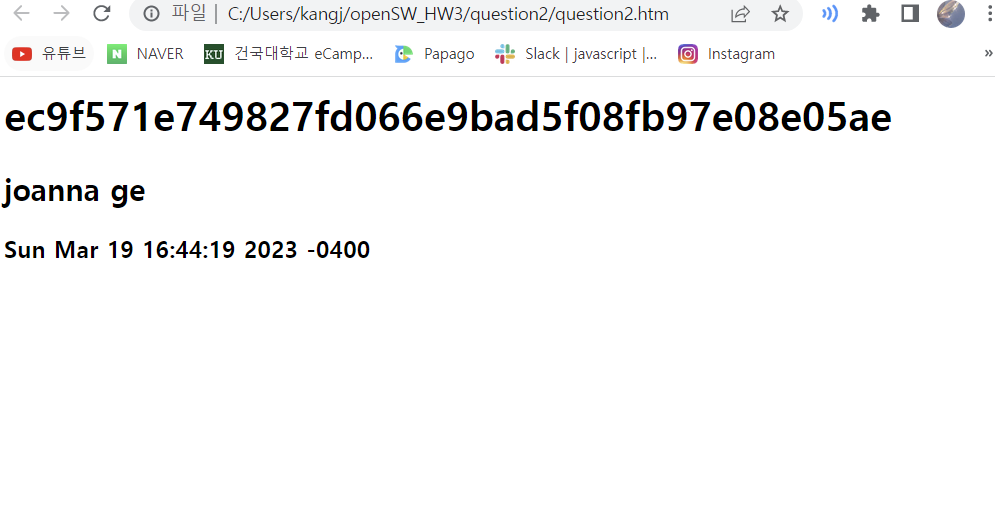 파일 | C:/Users/kangj/openSW_HW3/question2/question2.htm
유튜브 N NAVER KU 건국대학교 eCamp... Papago Slack | javascript |... Instagram »
ec9f571e749827fd066e9bad5f08fb97e08e05ae
joanna ge
Sun Mar 19 16:44:19 2023 -0400